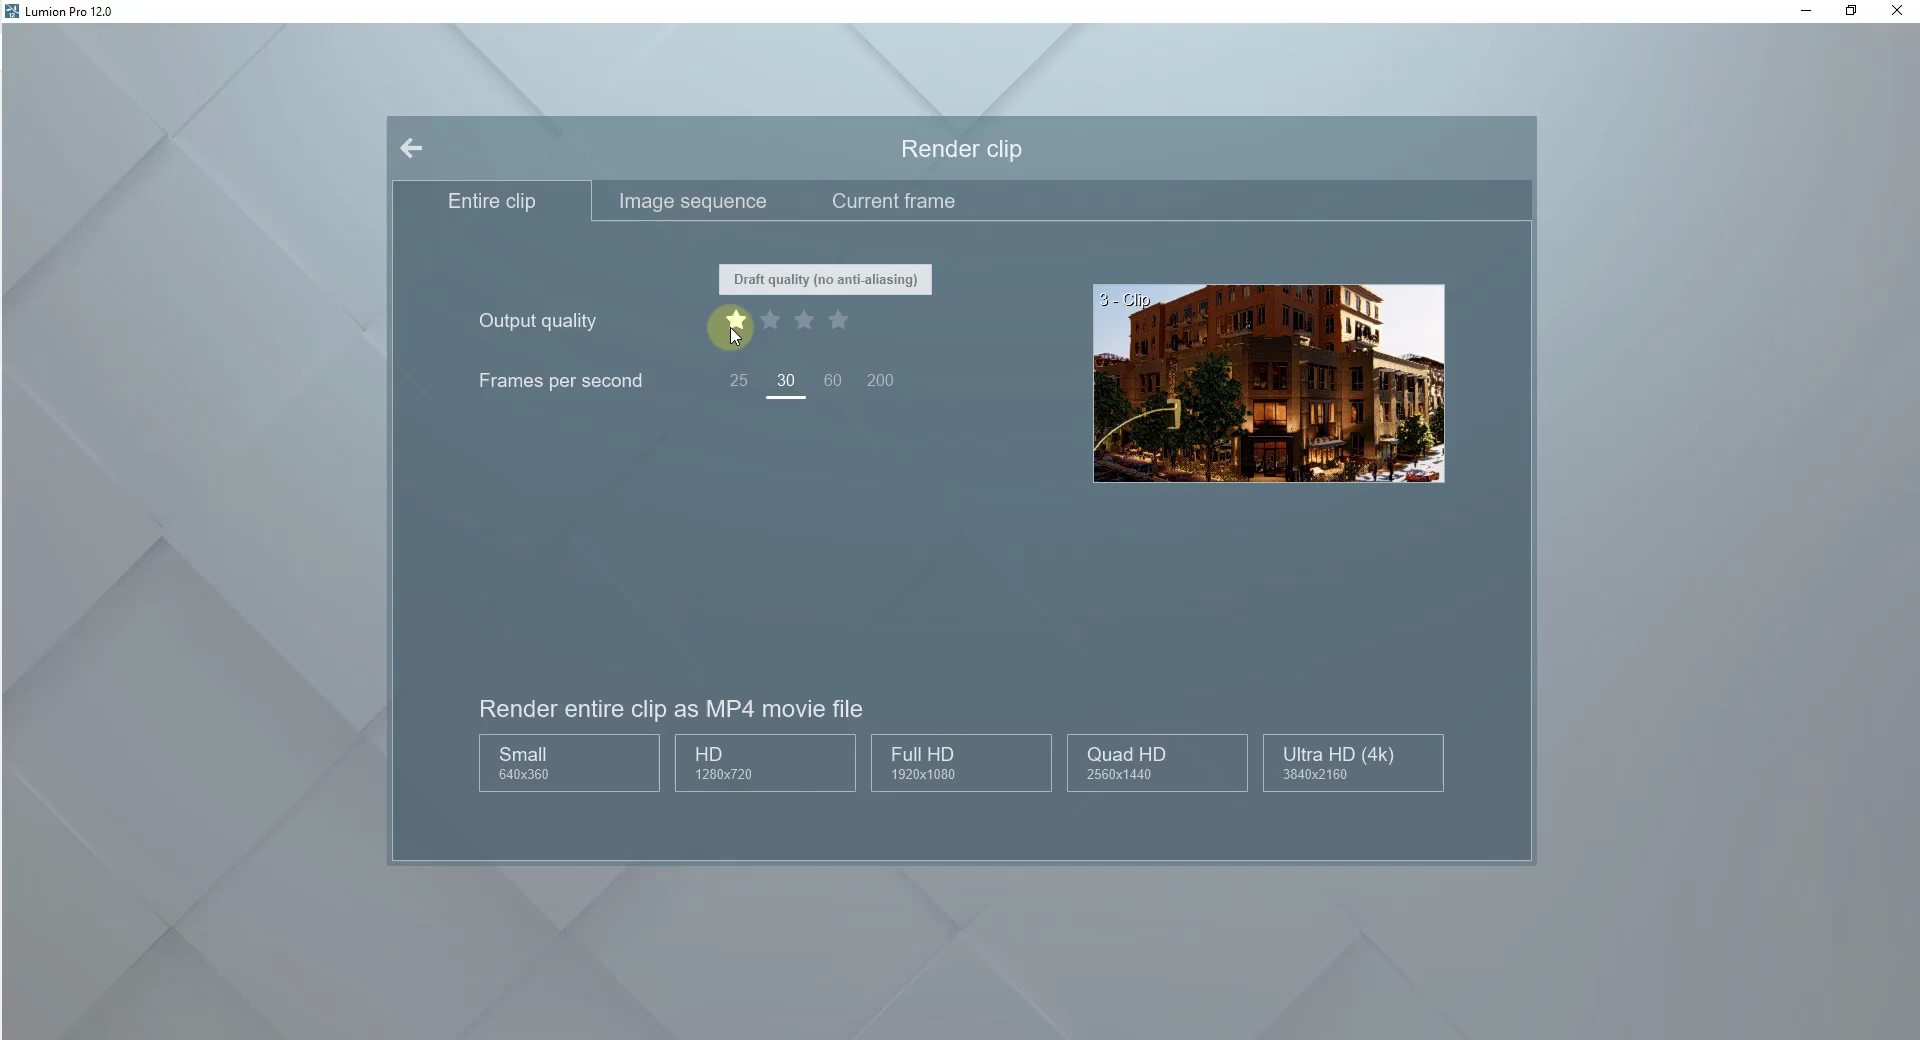 Lumion Pro 12.0
Render clip
Entire clip
Image sequence
Current frame
Draft quality (no anti-aliasing)
Output quality
Frames per second
25 30 60 200
3 - Clip
Render entire clip as MP4 movie file
Small
640x360
HD
1280x720
Full HD
1920x1080
Quad HD
2560x1440
Ultra HD (4k)
3840x2160